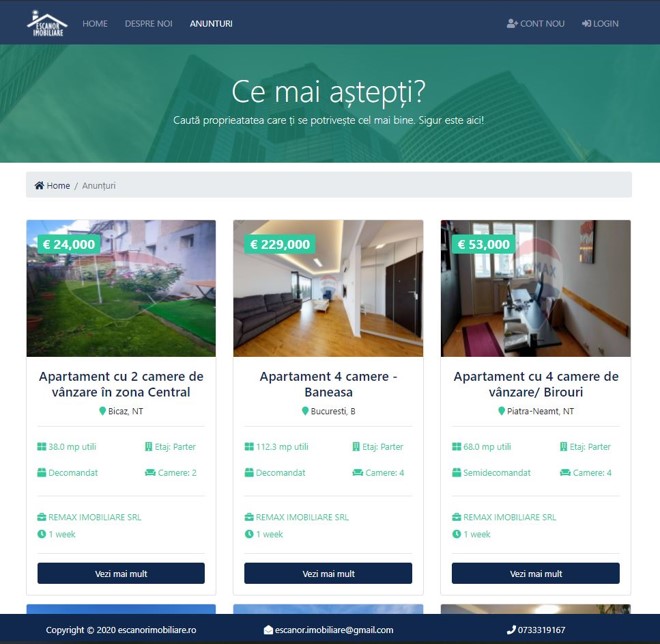 ESCANOR
IMOBILIARE
HOME
DESPRE NOI
ANUNTURI
CONT NOU
LOGIN
Ce mai aștepți?
Caută propriaetatea care ți se potrivește cel mai bine. Sigur este aici!
Home / Anunțuri
€ 24,000
Apartament cu 2 camere de
vânzare în zona Central
Bicaz, NT
38.0 mp utili
Etaj: Parter
Decomandat
Camere: 2
REMAX IMOBILIARE SRL
1 week
Vezi mai mult
€ 229,000
Apartament 4 camere -
Baneasa
Bucuresti, B
112.3 mp utili
Etaj: Parter
Decomandat
Camere: 4
REMAX IMOBILIARE SRL
1 week
Vezi mai mult
€ 53,000
Apartament cu 4 camere de
vânzare/ Birouri
Piatra-Neamt, NT
68.0 mp utili
Etaj: Parter
Semidecomandat
Camere: 4
REMAX IMOBILIARE SRL
1 week
Vezi mai mult
Copyright © 2020 escanorimobiliare.ro
escanor.imobiliare@gmail.com
0733319167